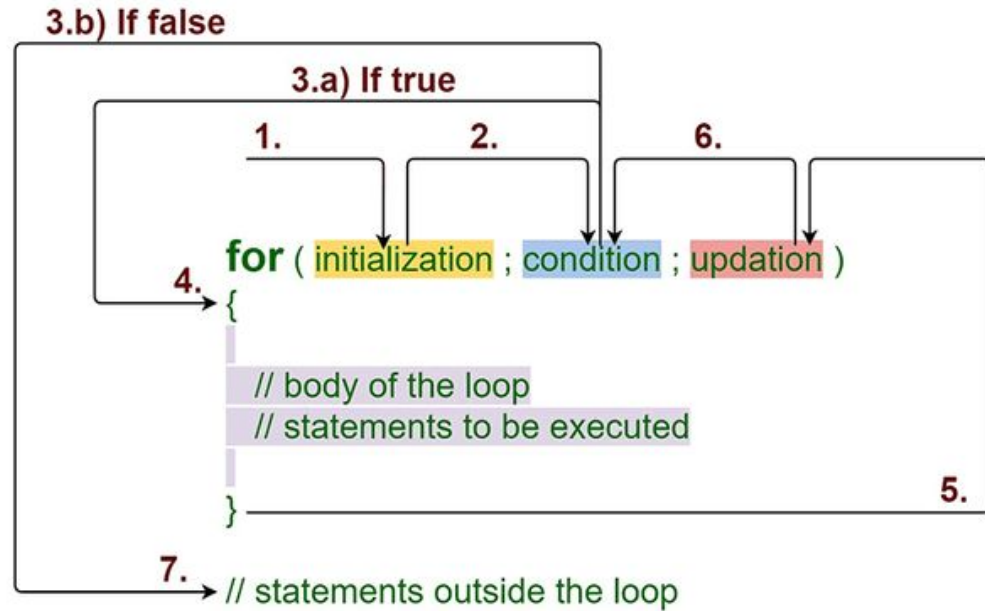 3.b) If false
3.a) If true
1. 2. 6.
for ( initialization ; condition ; updation )
4. {
// body of the loop
// statements to be executed
} 5.
7. // statements outside the loop